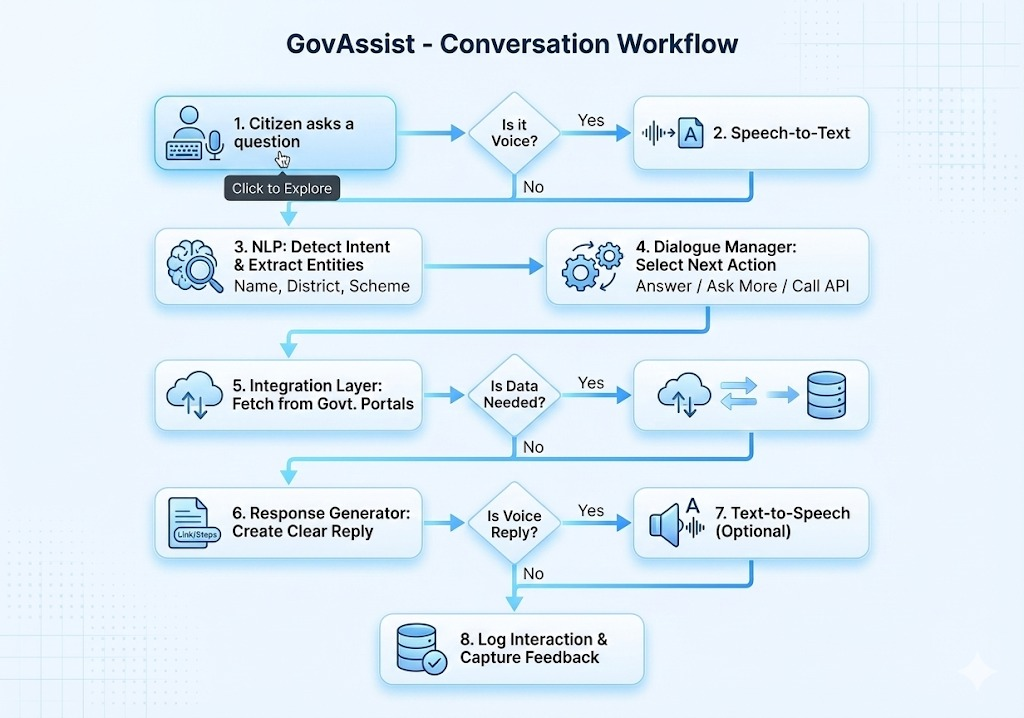 GovAssist - Conversation Workflow
1. Citizen asks a
question
Click to Explore
Is it
Voice?
Yes
No
A
2. Speech-to-Text
3. NLP: Detect Intent
& Extract Entities
Name, District, Scheme
4. Dialogue Manager:
Select Next Action
Answer / Ask More / Call API
5. Integration Layer:
Fetch from Govt. Portals
Is Data
Needed?
Yes
No
Link/Steps
6. Response Generator:
Create Clear Reply
Is Voice
Reply?
Yes
No
A
7. Text-to-Speech
(Optional)
8. Log Interaction &
Capture Feedback